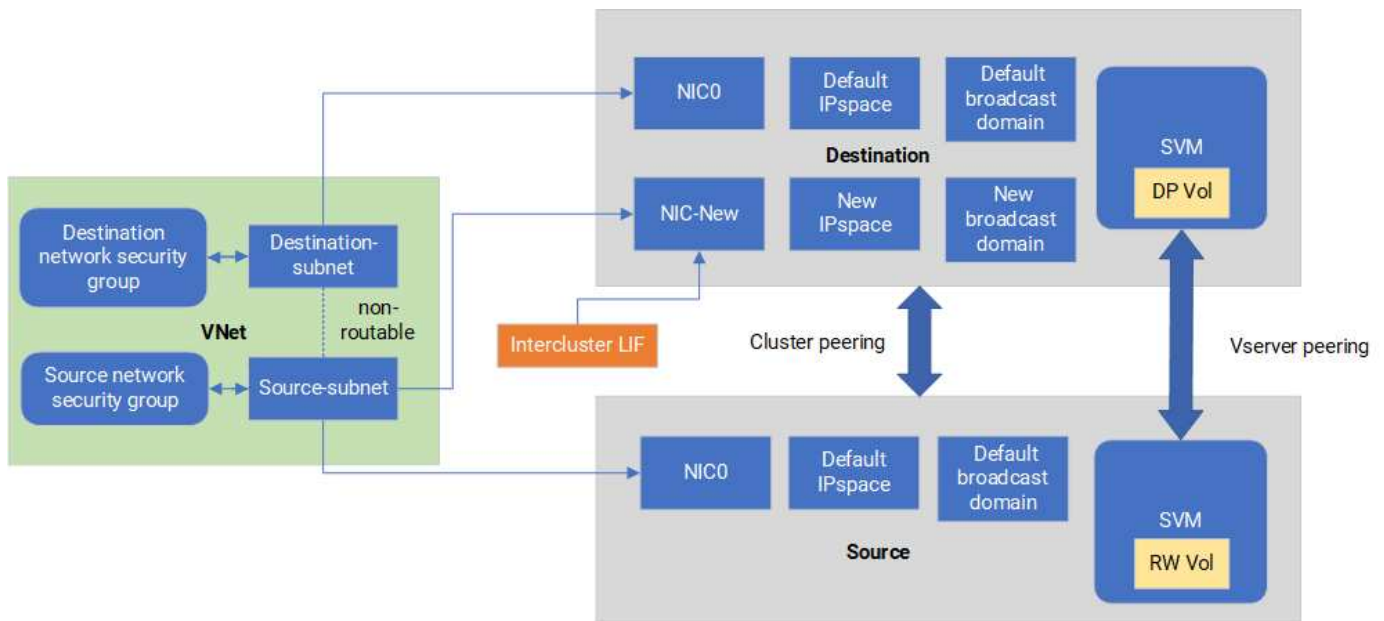 NIC0
Default
IPspace
Default
broadcast
domain
SVM
DP Vol
Destination
NIC-New
New
IPspace
New
broadcast
domain
Destination
network security
group
Destination-
subnet
VNet
non-
routable
Source network
security group
Source-subnet
Intercluster LIF
Cluster peering
Vserver peering
NIC0
Default
IPspace
Default
broadcast
domain
SVM
RW Vol
Source